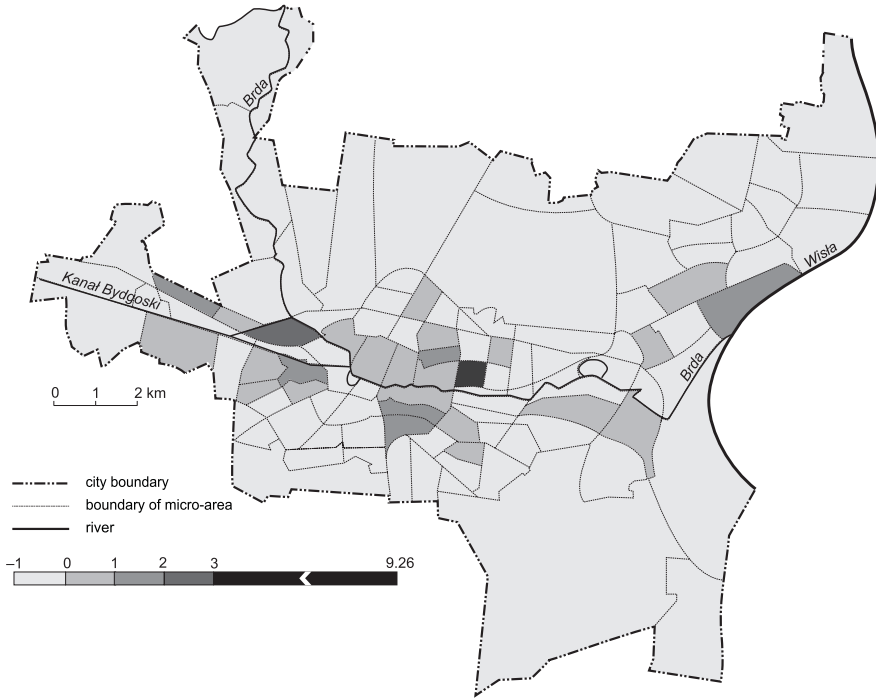 Brda
Wisła
Kanał Bydgoski
Brda
0 1 2 km
city boundary
boundary of micro-area
river
–1 0 1 2 3 9.26